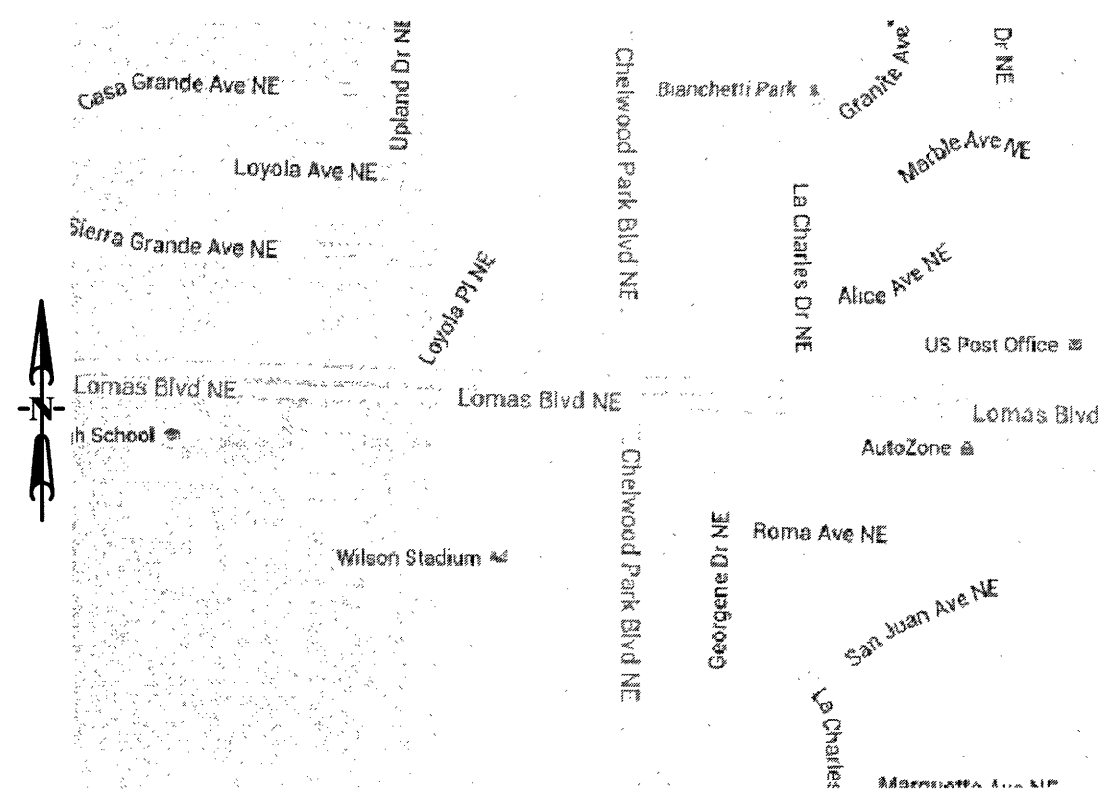 Casa Grande Ave NE
Upland Dr NE
Chelwood Park Blvd NE
Bianchetti Park
Granite Ave
Dr NE
Loyola Ave NE
Marble Ave NE
La Charles Dr NE
Sierra Grande Ave NE
Loyola Pl NE
Alice Ave NE
US Post Office
N
Lomas Blvd NE
Lomas Blvd NE
Lomas Blvd
h School
AutoZone
Chelwood Park Blvd NE
Georgene Dr NE
Roma Ave NE
Wilson Stadium
San Juan Ave NE
La Charles
Marquette Ave NE